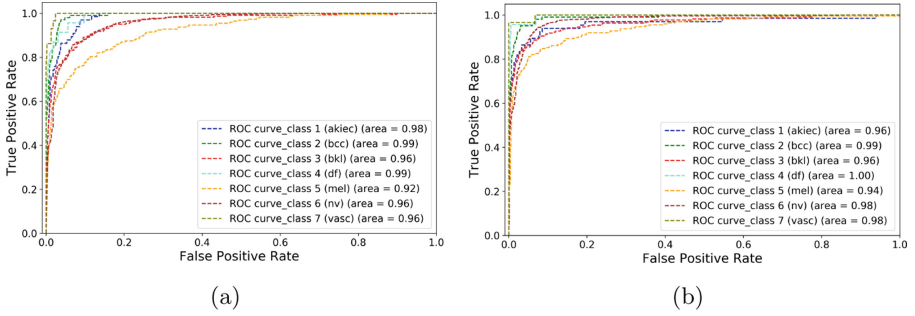 1.0
0.8
0.6
0.4
0.2
0.0
True Positive Rate
ROC curve_class 1 (akiec) (area = 0.98)
ROC curve_class 2 (bcc) (area = 0.99)
ROC curve_class 3 (bkl) (area = 0.96)
ROC curve_class 4 (df) (area = 0.99)
ROC curve_class 5 (mel) (area = 0.92)
ROC curve_class 6 (nv) (area = 0.96)
ROC curve_class 7 (vasc) (area = 0.96)
0.0 0.2 0.4 0.6 0.8 1.0
False Positive Rate
(a)
1.0
0.8
0.6
0.4
0.2
0.0
True Positive Rate
ROC curve_class 1 (akiec) (area = 0.96)
ROC curve_class 2 (bcc) (area = 0.99)
ROC curve_class 3 (bkl) (area = 0.96)
ROC curve_class 4 (df) (area = 1.00)
ROC curve_class 5 (mel) (area = 0.94)
ROC curve_class 6 (nv) (area = 0.98)
ROC curve_class 7 (vasc) (area = 0.98)
0.0 0.2 0.4 0.6 0.8 1.0
False Positive Rate
(b)